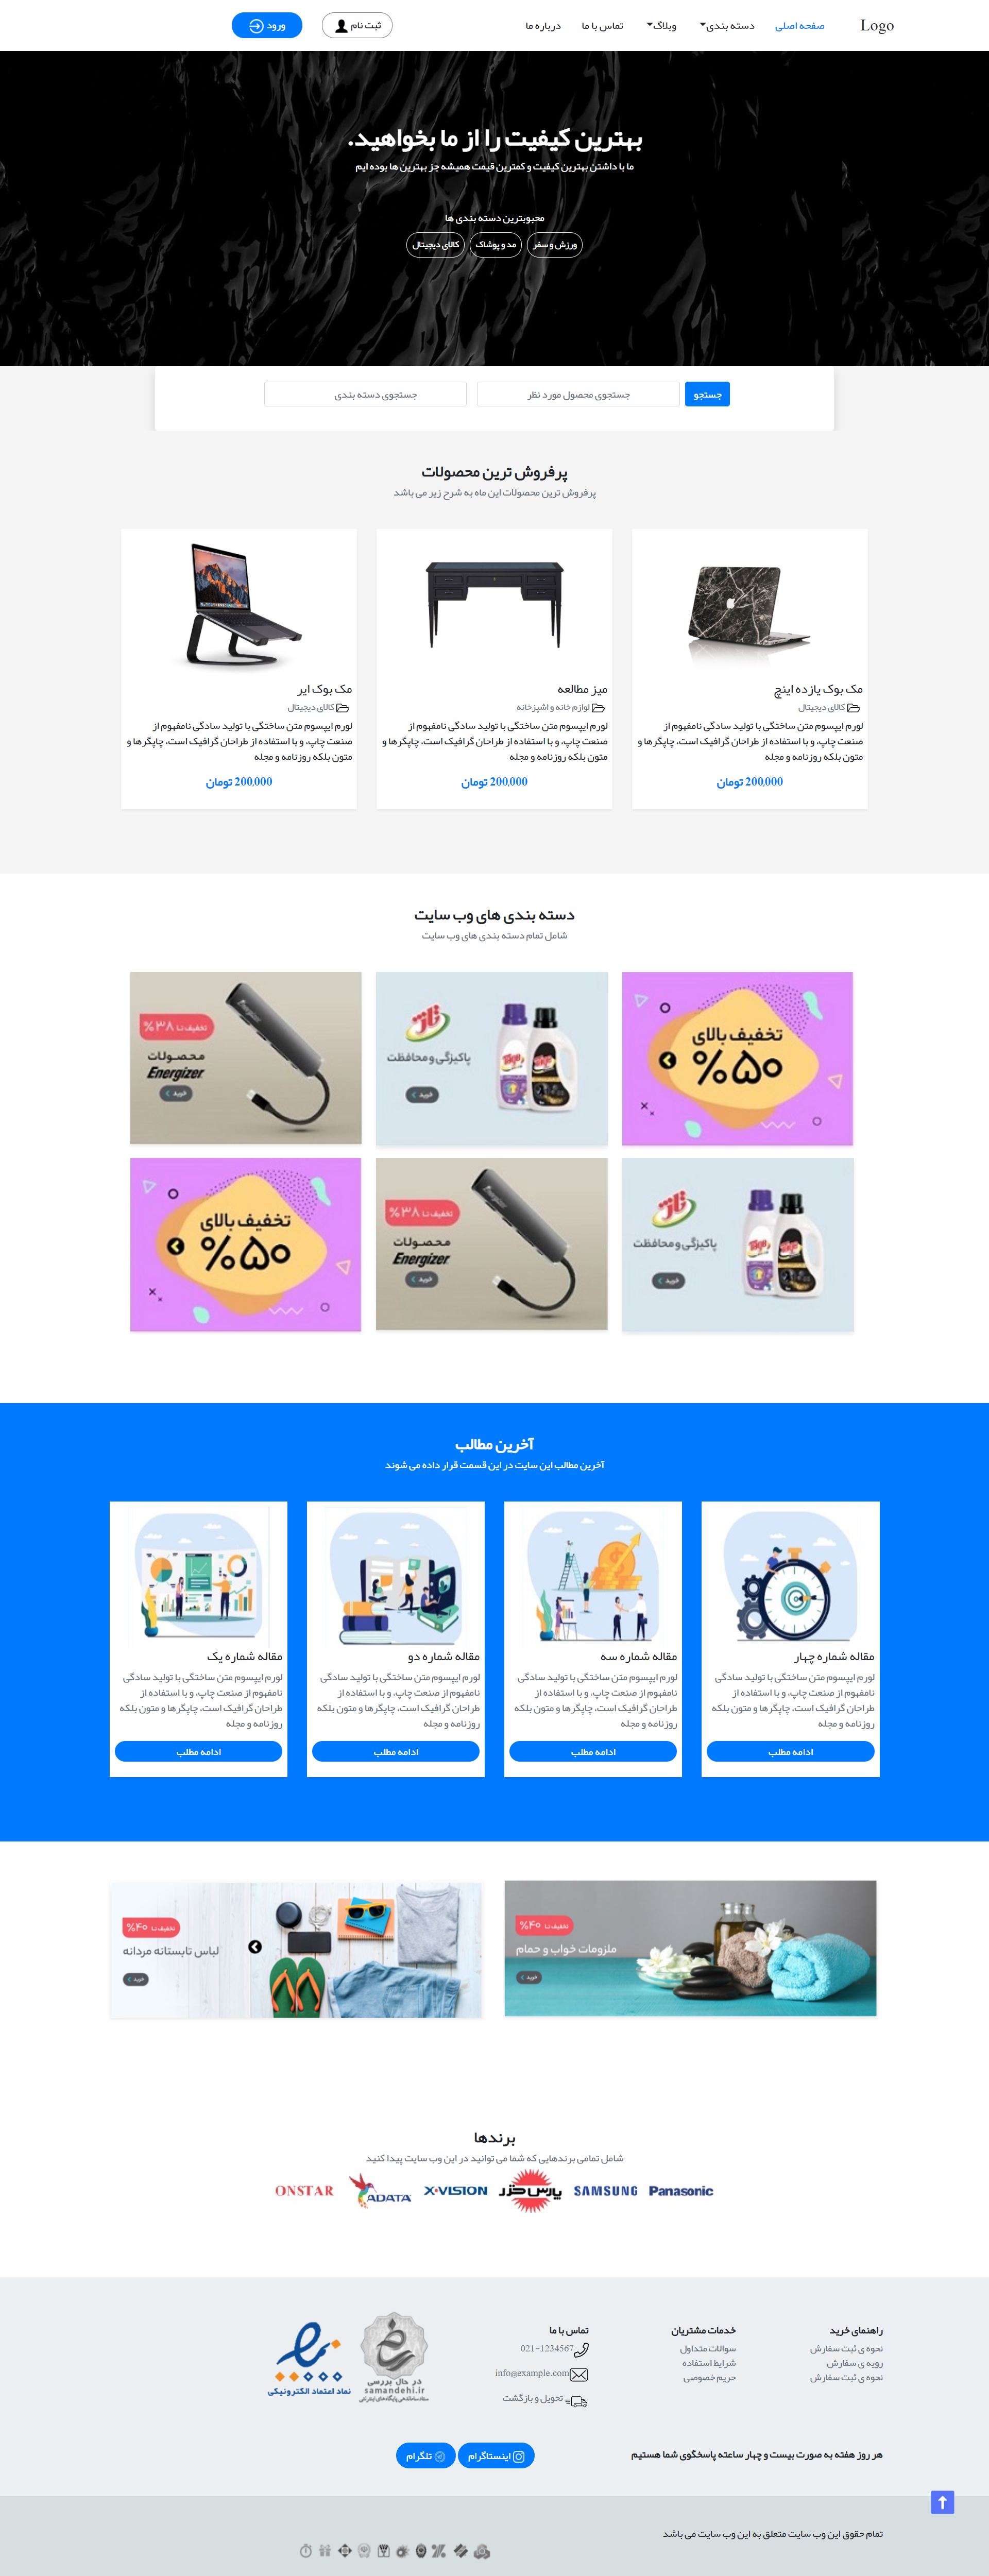 Logo
صفحه اصلی
دسته بندی
وبلاگ
تماس با ما
درباره ما
ثبت نام
ورود
بهترین کیفیت را از ما بخواهید.
ما با داشتن بهترین کیفیت و کمترین قیمت همیشه جز بهترین ها بوده ایم
محبوبترین دسته بندی ها
ورزش و سفر
مد و پوشاک
کالای دیجیتال
جستجو
جستجوی محصول مورد نظر
جستجوی دسته بندی
پرفروش ترین محصولات
پرفروش ترین محصولات این ماه به شرح زیر می باشد
مک بوک یازده اینچ
کالای دیجیتال
لورم ایپسوم متن ساختگی با تولید سادگی نامفهوم از
صنعت چاپ، و با استفاده از طراحان گرافیک است، چاپگرها و
متون بلکه روزنامه و مجله
200,000 تومان
میز مطالعه
لوازم خانه و اشپزخانه
لورم ایپسوم متن ساختگی با تولید سادگی نامفهوم از
صنعت چاپ، و با استفاده از طراحان گرافیک است، چاپگرها و
متون بلکه روزنامه و مجله
200,000 تومان
مک بوک ایر
کالای دیجیتال
لورم ایپسوم متن ساختگی با تولید سادگی نامفهوم از
صنعت چاپ، و با استفاده از طراحان گرافیک است، چاپگرها و
متون بلکه روزنامه و مجله
200,000 تومان
دسته بندی های وب سایت
شامل تمام دسته بندی های وب سایت
تخفیف بالای
%۵۰
تاژ
پاکیزگی و محافظت
خرید
تخفیف تا ۳۸%
محصولات
Energizer
خرید
تاژ
پاکیزگی و محافظت
خرید
تخفیف تا ۳۸%
محصولات
Energizer
خرید
تخفیف بالای
%۵۰
آخرین مطالب
آخرین مطالب این سایت در این قسمت قرار داده می شوند
مقاله شماره چهار
لورم ایپسوم متن ساختگی با تولید سادگی
نامفهوم از صنعت چاپ، و با استفاده از
طراحان گرافیک است، چاپگرها و متون بلکه
روزنامه و مجله
ادامه مطلب
مقاله شماره سه
لورم ایپسوم متن ساختگی با تولید سادگی
نامفهوم از صنعت چاپ، و با استفاده از
طراحان گرافیک است، چاپگرها و متون بلکه
روزنامه و مجله
ادامه مطلب
مقاله شماره دو
لورم ایپسوم متن ساختگی با تولید سادگی
نامفهوم از صنعت چاپ، و با استفاده از
طراحان گرافیک است، چاپگرها و متون بلکه
روزنامه و مجله
ادامه مطلب
مقاله شماره یک
لورم ایپسوم متن ساختگی با تولید سادگی
نامفهوم از صنعت چاپ، و با استفاده از
طراحان گرافیک است، چاپگرها و متون بلکه
روزنامه و مجله
ادامه مطلب
تخفیف تا ۴۰%
ملزومات خواب و حمام
خرید
تخفیف تا ۴۰%
لباس تابستانه مردانه
خرید
برندها
شامل تمامی برندهایی که شما می توانید در این وب سایت پیدا کنید
Panasonic
SAMSUNG
پارس خزر
X.VISION
ADATA
ONSTAR
راهنمای خرید
نحوه ی ثبت سفارش
رویه ی سفارش
نحوه ی ثبت سفارش
خدمات مشتریان
سوالات متداول
شرایط استفاده
حریم خصوصی
تماس با ما
021-1234567
info@example.com
تحویل و بازگشت
در حال بررسی
samandehi.ir
ستاد ساماندهی پایگاه‌های اینترنتی
نماد اعتماد الکترونیکی
هر روز هفته به صورت بیست و چهار ساعته پاسخگوی شما هستیم
اینستاگرام
تلگرام
تمام حقوق این وب سایت متعلق به این وب سایت می باشد